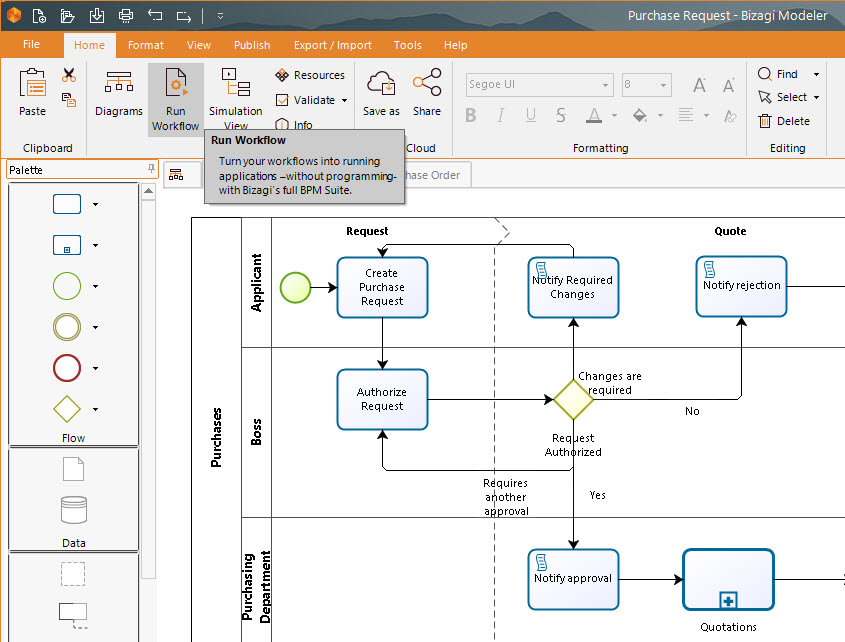 Purchase Request - Bizagi Modeler
File Home Format View Publish Export / Import Tools Help
Paste
Clipboard
Diagrams
Run
Workflow
Simulation
View
Resources
Validate
Info
Save as
Share
Cloud
Segoe UI
8
B I U S A
Formatting
Find
Select
Delete
Editing
Run Workflow
Turn your workflows into running
applications –without programming-
with Bizagi's full BPM Suite.
Palette
hase Order
Flow
Data
Purchases
Applicant
Boss
Purchasing
Department
Request
Quote
Create
Purchase
Request
Notify Required
Changes
Notify rejection
Authorize
Request
Changes are
required
No
Request
Authorized
Requires
another
approval
Yes
Notify approval
Quotations